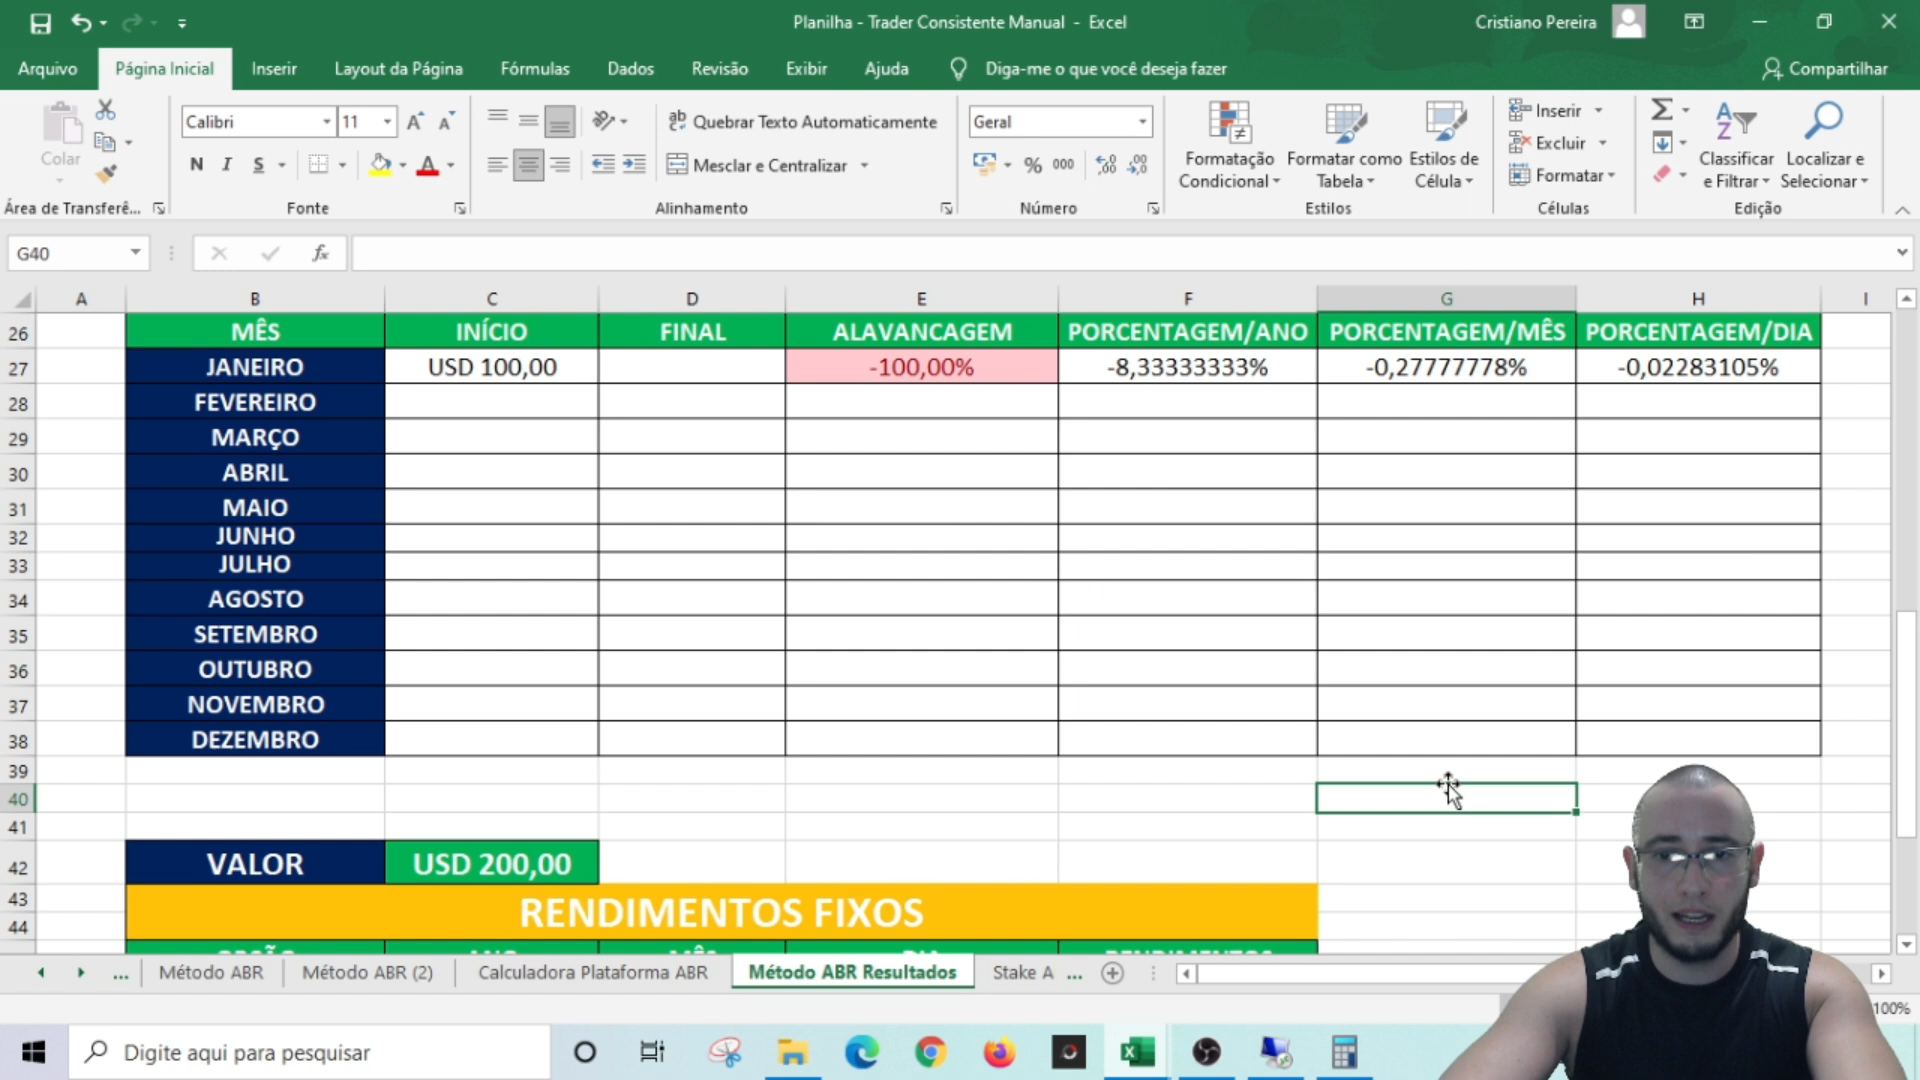 Planilha - Trader Consistente Manual - Excel
Cristiano Pereira
Arquivo Página Inicial Inserir Layout da Página Fórmulas Dados Revisão Exibir Ajuda Diga-me o que você deseja fazer Compartilhar
Colar
Área de Transferê...
Calibri 11
N I S
Fonte
Quebrar Texto Automaticamente
Mesclar e Centralizar
Alinhamento
Geral
% 000
Número
Formatação Condicional
Formatar como Tabela
Estilos de Célula
Estilos
Inserir
Excluir
Formatar
Células
Classificar e Filtrar
Localizar e Selecionar
Edição
G40 fx
A B C D E F G H I
26 MÊS INÍCIO FINAL ALAVANCAGEM PORCENTAGEM/ANO PORCENTAGEM/MÊS PORCENTAGEM/DIA
27 JANEIRO USD 100,00 -100,00% -8,33333333% -0,27777778% -0,02283105%
28 FEVEREIRO
29 MARÇO
30 ABRIL
31 MAIO
32 JUNHO
33 JULHO
34 AGOSTO
35 SETEMBRO
36 OUTUBRO
37 NOVEMBRO
38 DEZEMBRO
39
40
41
42 VALOR USD 200,00
43
44 RENDIMENTOS FIXOS
... Método ABR Método ABR (2) Calculadora Plataforma ABR Método ABR Resultados Stake A ...
100%
Digite aqui para pesquisar